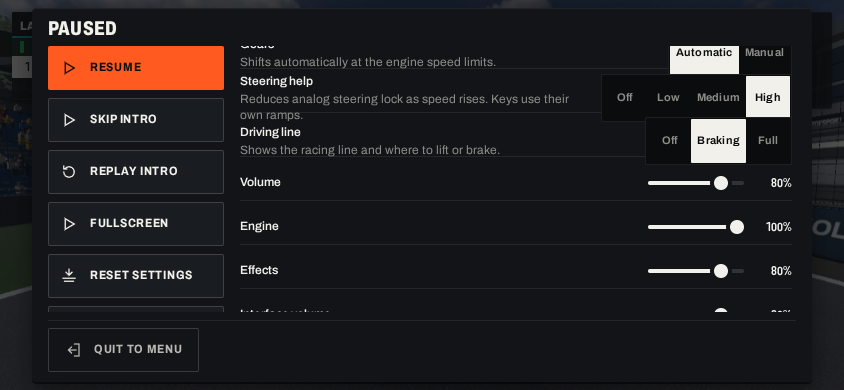 PAUSED
RESUME
SKIP INTRO
REPLAY INTRO
FULLSCREEN
RESET SETTINGS
QUIT TO MENU
Automatic Manual
Shifts automatically at the engine speed limits.
Steering help
Reduces analog steering lock as speed rises. Keys use their
own ramps.
Off Low Medium High
Driving line
Shows the racing line and where to lift or brake.
Off Braking Full
Volume 80%
Engine 100%
Effects 80%
Interface volume